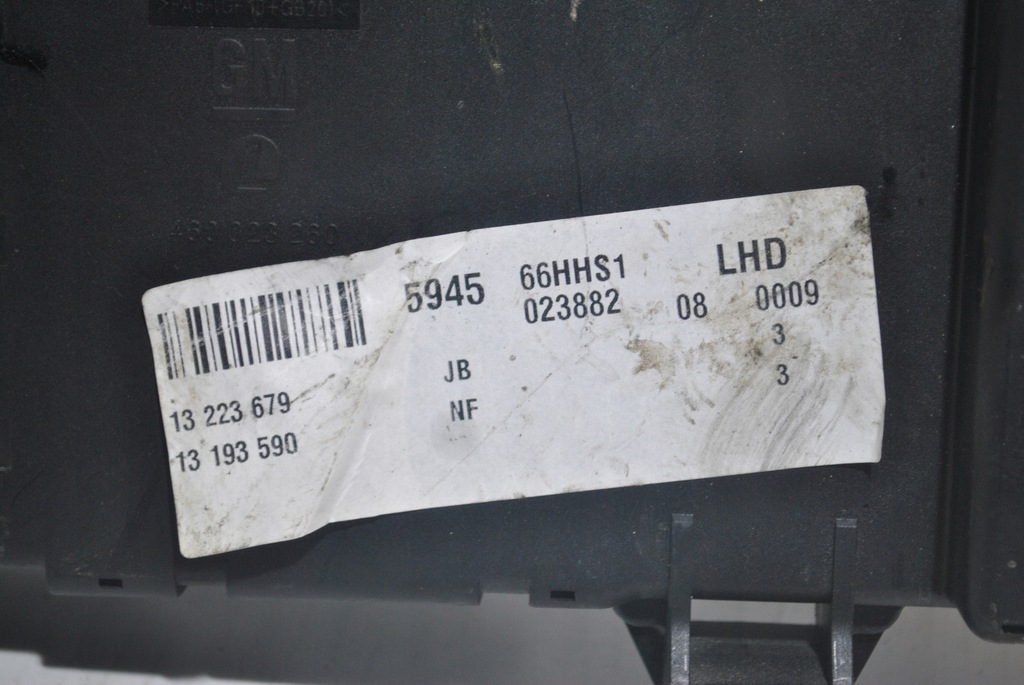 GM
5945 66HHS1 LHD
023882 08 0009
3
JB 3
13 223 679 NF
13 193 590